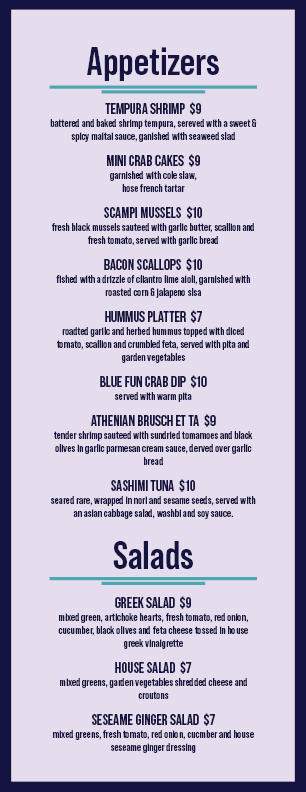 Appetizers
TEMPURA SHRIMP $9
battered and baked shrimp tempura, sereved with a sweet &
spicy maital sauce, ganished with seaweed slad
MINI CRAB CAKES $9
garnished with cole slaw,
hose french tartar
SCAMPI MUSSELS $10
fresh black mussels sauteed with garlic butter, scallion and
fresh tomato, served with garlic bread
BACON SCALLOPS $10
fished with a drizzle of cilantro lime aioli, garnished with
roasted corn & jalapeno slsa
HUMMUS PLATTER $7
roadted garlic and herbed hummus topped with diced
tomato, scallion and crumbled feta, served with pita and
garden vegetables
BLUE FUN CRAB DIP $10
served with warm pita
ATHENIAN BRUSCH ET TA $9
tender shrimp sauteed with sundried tomamoes and black
olives in garlic parmesan cream sauce, derved over garlic
bread
SASHIMI TUNA $10
seared rare, wrapped in nori and sesame seeds, served with
an asian cabbage salad, washbi and soy sauce.
Salads
GREEK SALAD $9
mixed green, artichoke hearts, fresh tomato, red onion,
cucumber, black olives and feta cheese tossed in house
greek vinaigrette
HOUSE SALAD $7
mixed greens, garden vegetables shredded cheese and
croutons
SESEAME GINGER SALAD $7
mixed greens, fresh tomato, red onion, cucmber and house
seseame ginger dressing